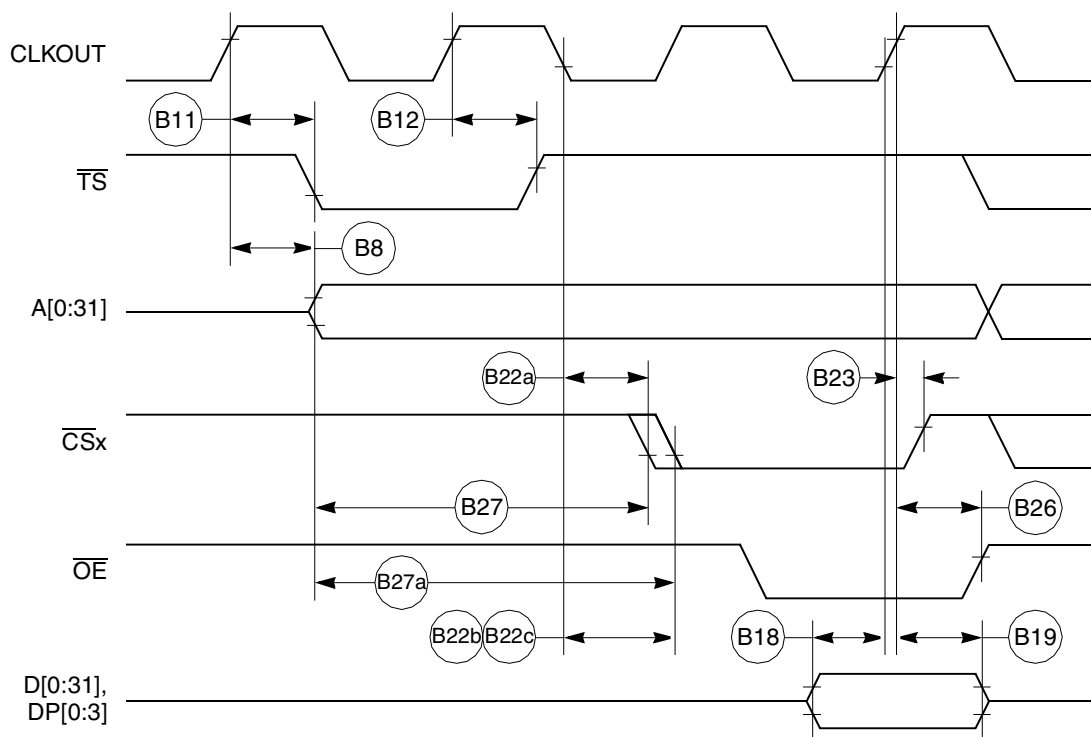 CLKOUT
B11
B12
TS
B8
A[0:31]
B22a
B23
CSx
B27
B26
OE
B27a
B22b B22c
B18
B19
D[0:31],
DP[0:3]